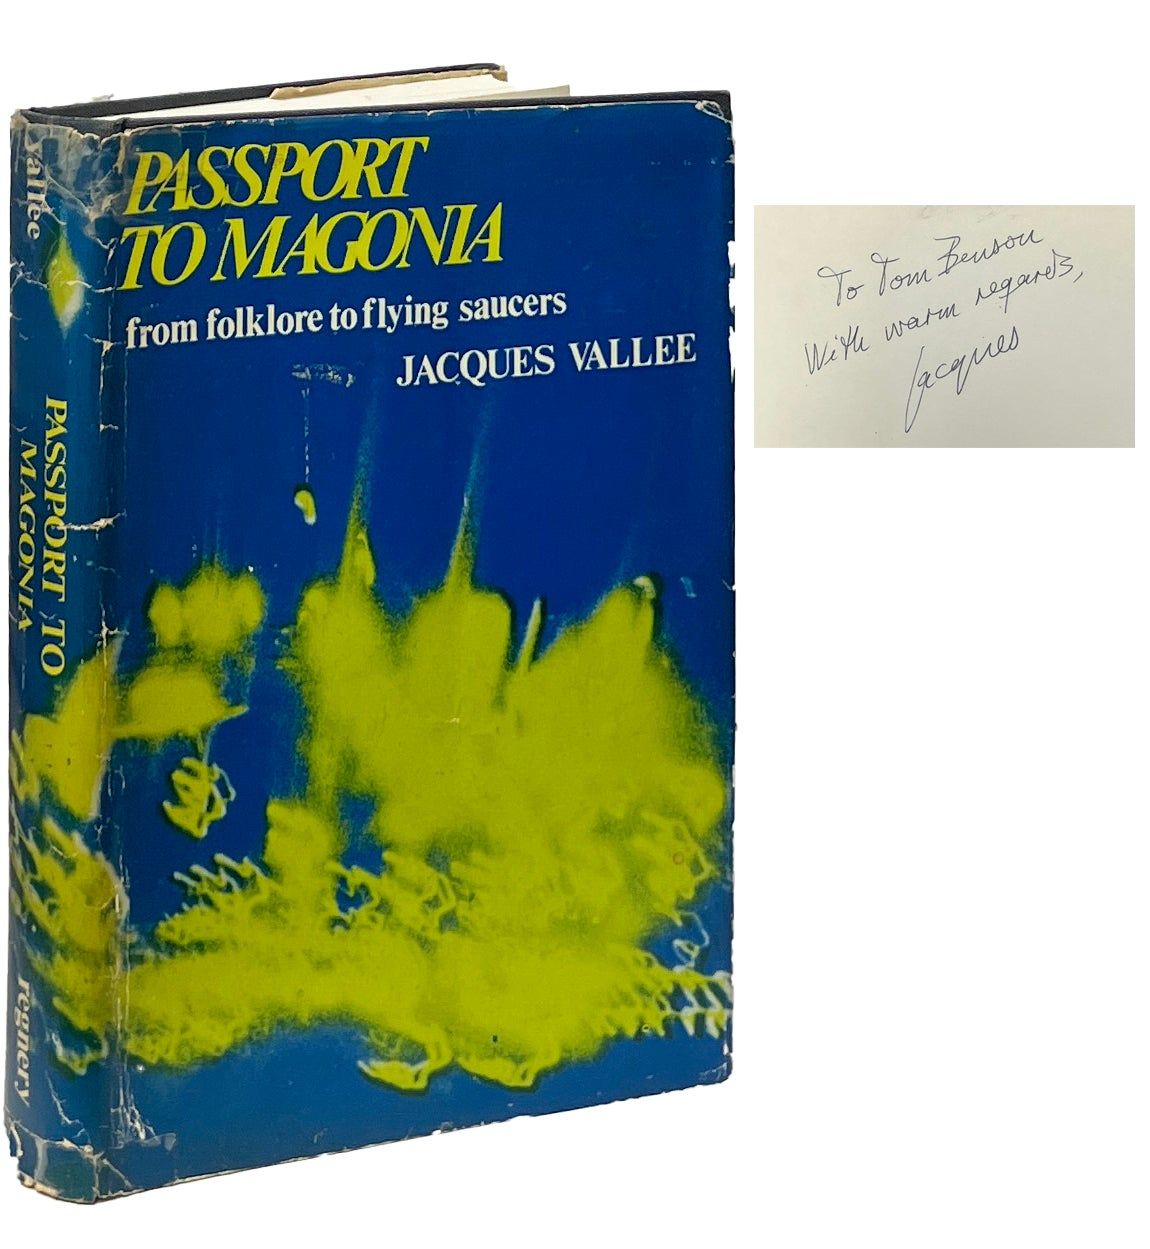 vallee
PASSPORT TO
MAGONIA
regnery
PASSPORT
TO MAGONIA
from folklore to flying saucers
JACQUES VALLEE
To Tom Benson
With warm regards,
Jacques